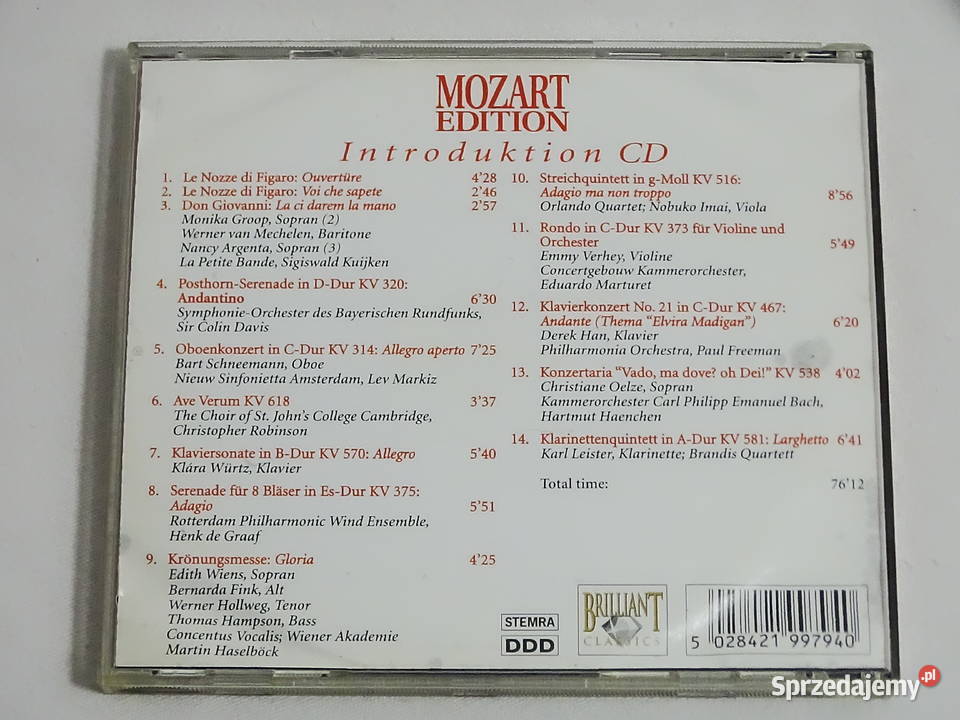 MOZART
EDITION
Introduktion CD
1. Le Nozze di Figaro: Ouvertüre 4'28
2. Le Nozze di Figaro: Voi che sapete 2'46
3. Don Giovanni: La ci darem la mano 2'57
Monika Groop, Sopran (2)
Werner van Mechelen, Baritone
Nancy Argenta, Sopran (3)
La Petite Bande, Sigiswald Kuijken
4. Posthorn-Serenade in D-Dur KV 320:
Andantino 6'30
Symphonie-Orchester des Bayerischen Rundfunks,
Sir Colin Davis
5. Oboenkonzert in C-Dur KV 314: Allegro aperto 7'25
Bart Schneemann, Oboe
Nieuw Sinfonietta Amsterdam, Lev Markiz
6. Ave Verum KV 618 3'37
The Choir of St. John's College Cambridge,
Christopher Robinson
7. Klaviersonate in B-Dur KV 570: Allegro 5'40
Klára Würtz, Klavier
8. Serenade für 8 Bläser in Es-Dur KV 375:
Adagio 5'51
Rotterdam Philharmonic Wind Ensemble,
Henk de Graaf
9. Krönungsmesse: Gloria 4'25
Edith Wiens, Sopran
Bernarda Fink, Alt
Werner Hollweg, Tenor
Thomas Hampson, Bass
Concentus Vocalis; Wiener Akademie
Martin Haselböck
10. Streichquintett in g-Moll KV 516:
Adagio ma non troppo 8'56
Orlando Quartet; Nobuko Imai, Viola
11. Rondo in C-Dur KV 373 für Violine und
Orchester 5'49
Emmy Verhey, Violine
Concertgebouw Kammerorchester,
Eduardo Marturet
12. Klavierkonzert No. 21 in C-Dur KV 467:
Andante (Thema "Elvira Madigan") 6'20
Derek Han, Klavier
Philharmonia Orchestra, Paul Freeman
13. Konzertaria "Vado, ma dove? oh Dei!" KV 538 4'02
Christiane Oelze, Sopran
Kammerorchester Carl Philipp Emanuel Bach,
Hartmut Haenchen
14. Klarinettenquintett in A-Dur KV 581: Larghetto 6'41
Karl Leister, Klarinette; Brandis Quartett
Total time: 76'12
STEMRA
DDD
BRILLIANT
CLASSICS
5 028421 997940
Sprzedajemy.pl